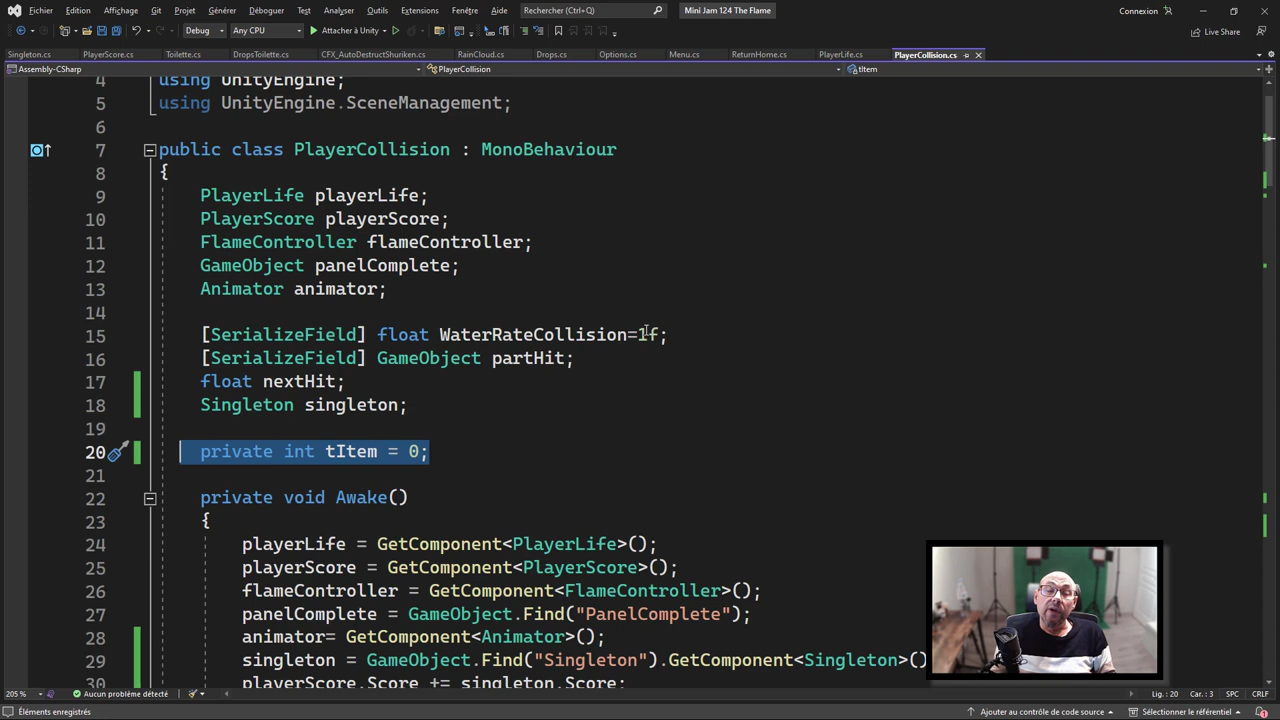 Fichier Edition Affichage Git Projet Générer Déboguer Test Analyser Outils Extensions Fenêtre Aide Rechercher (Ctrl+Q) Mini Jam 124 The Flame Connexion
Debug Any CPU Attacher à Unity Live Share
Singleton.cs PlayerScore.cs Toilette.cs DropsToilette.cs CFX_AutoDestructShuriken.cs RainCloud.cs Drops.cs Options.cs Menu.cs ReturnHome.cs PlayerLife.cs PlayerCollision.cs
Assembly-CSharp PlayerCollision tItem
4 using UnityEngine;
5 using UnityEngine.SceneManagement;
6
7 public class PlayerCollision : MonoBehaviour
8 {
9 PlayerLife playerLife;
10 PlayerScore playerScore;
11 FlameController flameController;
12 GameObject panelComplete;
13 Animator animator;
14
15 [SerializeField] float WaterRateCollision=1f;
16 [SerializeField] GameObject partHit;
17 float nextHit;
18 Singleton singleton;
19
20 private int tItem = 0;
21
22 private void Awake()
23 {
24 playerLife = GetComponent<PlayerLife>();
25 playerScore = GetComponent<PlayerScore>();
26 flameController = GetComponent<FlameController>();
27 panelComplete = GameObject.Find("PanelComplete");
28 animator= GetComponent<Animator>();
29 singleton = GameObject.Find("Singleton").GetComponent<Singleton>()
30 playerScore.Score += singleton.Score;
205 % Aucun problème détecté Lig. : 20 Car. : 3 SPC CRLF
Éléments enregistrés Ajouter au contrôle de code source Sélectionner le référentiel 1